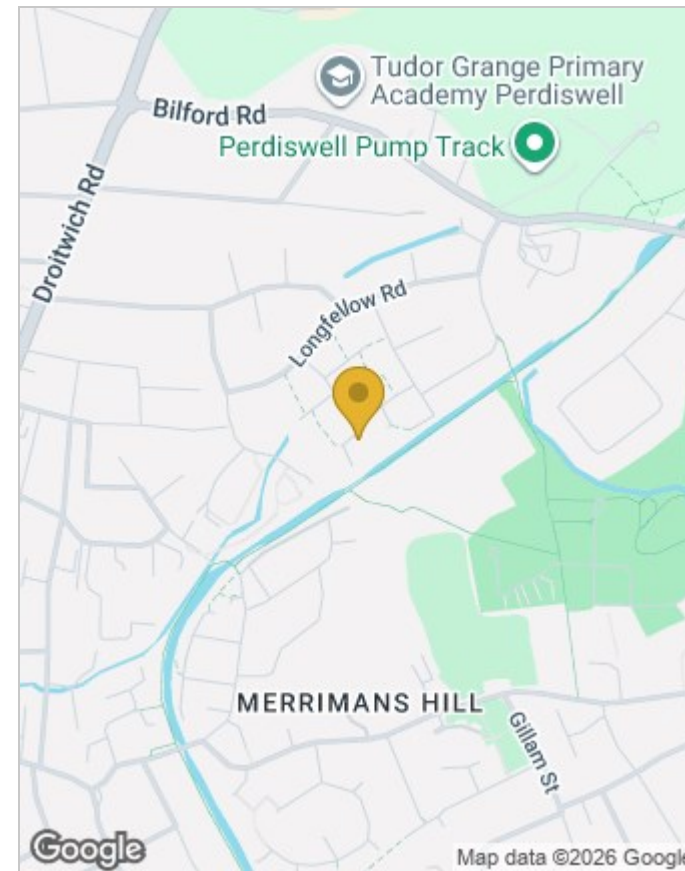 Tudor Grange Primary
Academy Perdiswell
Bilford Rd
Perdiswell Pump Track
Droitwich Rd
Longfellow Rd
MERRIMANS HILL
Gillam St
Google
Map data ©2026 Google